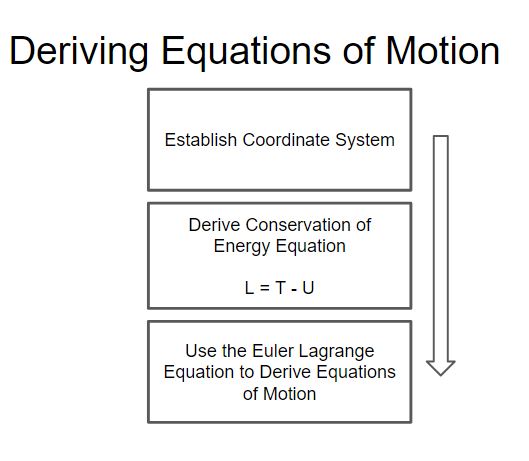 Deriving Equations of Motion
Establish Coordinate System
Derive Conservation of
Energy Equation
L = T - U
Use the Euler Lagrange
Equation to Derive Equations
of Motion